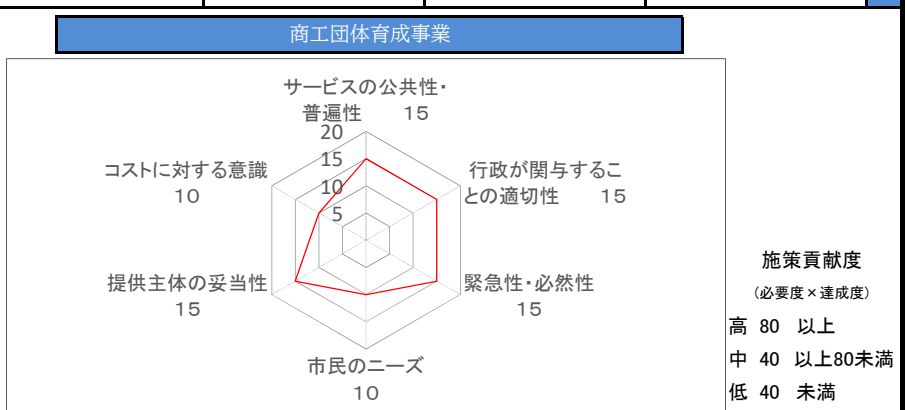 商工団体育成事業
サービスの公共性・
普遍性　15
20
15
10
5
行政が関与するこ
との適切性　15
緊急性・必然性
15
市民のニーズ
10
提供主体の妥当性
15
コストに対する意識
10
施策貢献度
(必要度×達成度)
高 80 以上
中 40 以上80未満
低 40 未満